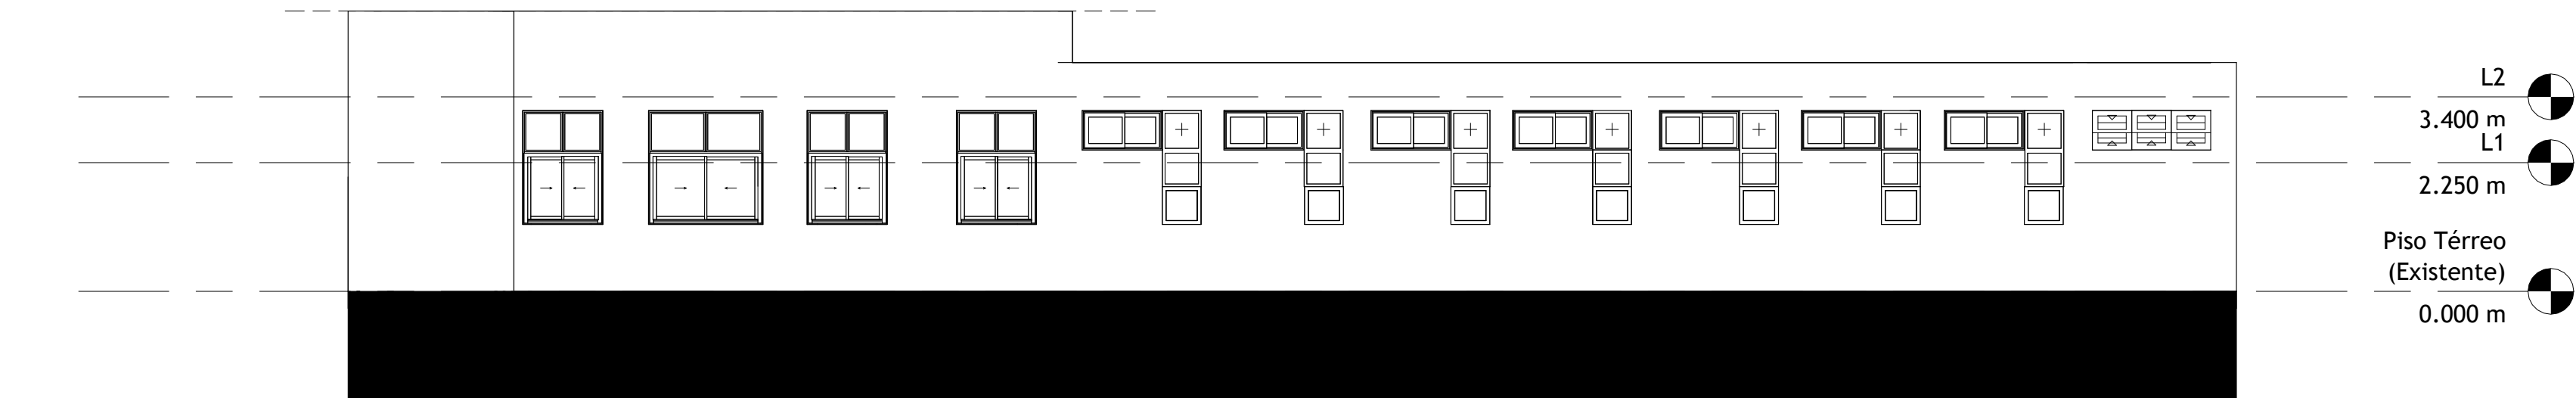 L2
3.400 m
L1
2.250 m
Piso Térreo
(Existente)
0.000 m